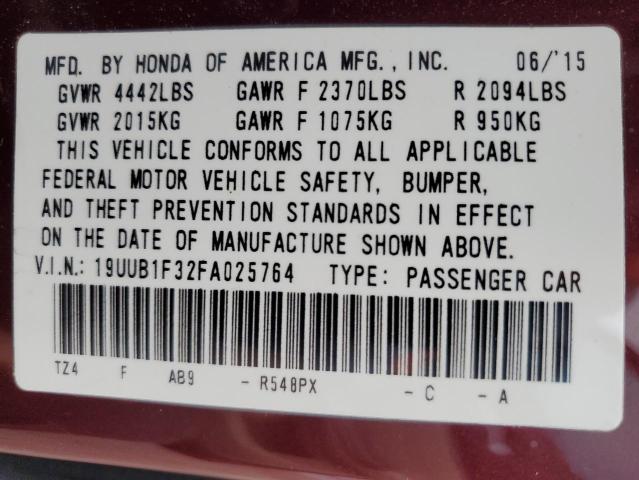 MFD. BY HONDA OF AMERICA MFG., INC. 06/'15
GVWR 4442LBS GAWR F 2370LBS R 2094LBS
GVWR 2015KG GAWR F 1075KG R 950KG
THIS VEHICLE CONFORMS TO ALL APPLICABLE
FEDERAL MOTOR VEHICLE SAFETY, BUMPER,
AND THEFT PREVENTION STANDARDS IN EFFECT
ON THE DATE OF MANUFACTURE SHOWN ABOVE.
V.I.N.: 19UUB1F32FA025764 TYPE: PASSENGER CAR
TZ4 F AB9 - R548PX - C - A